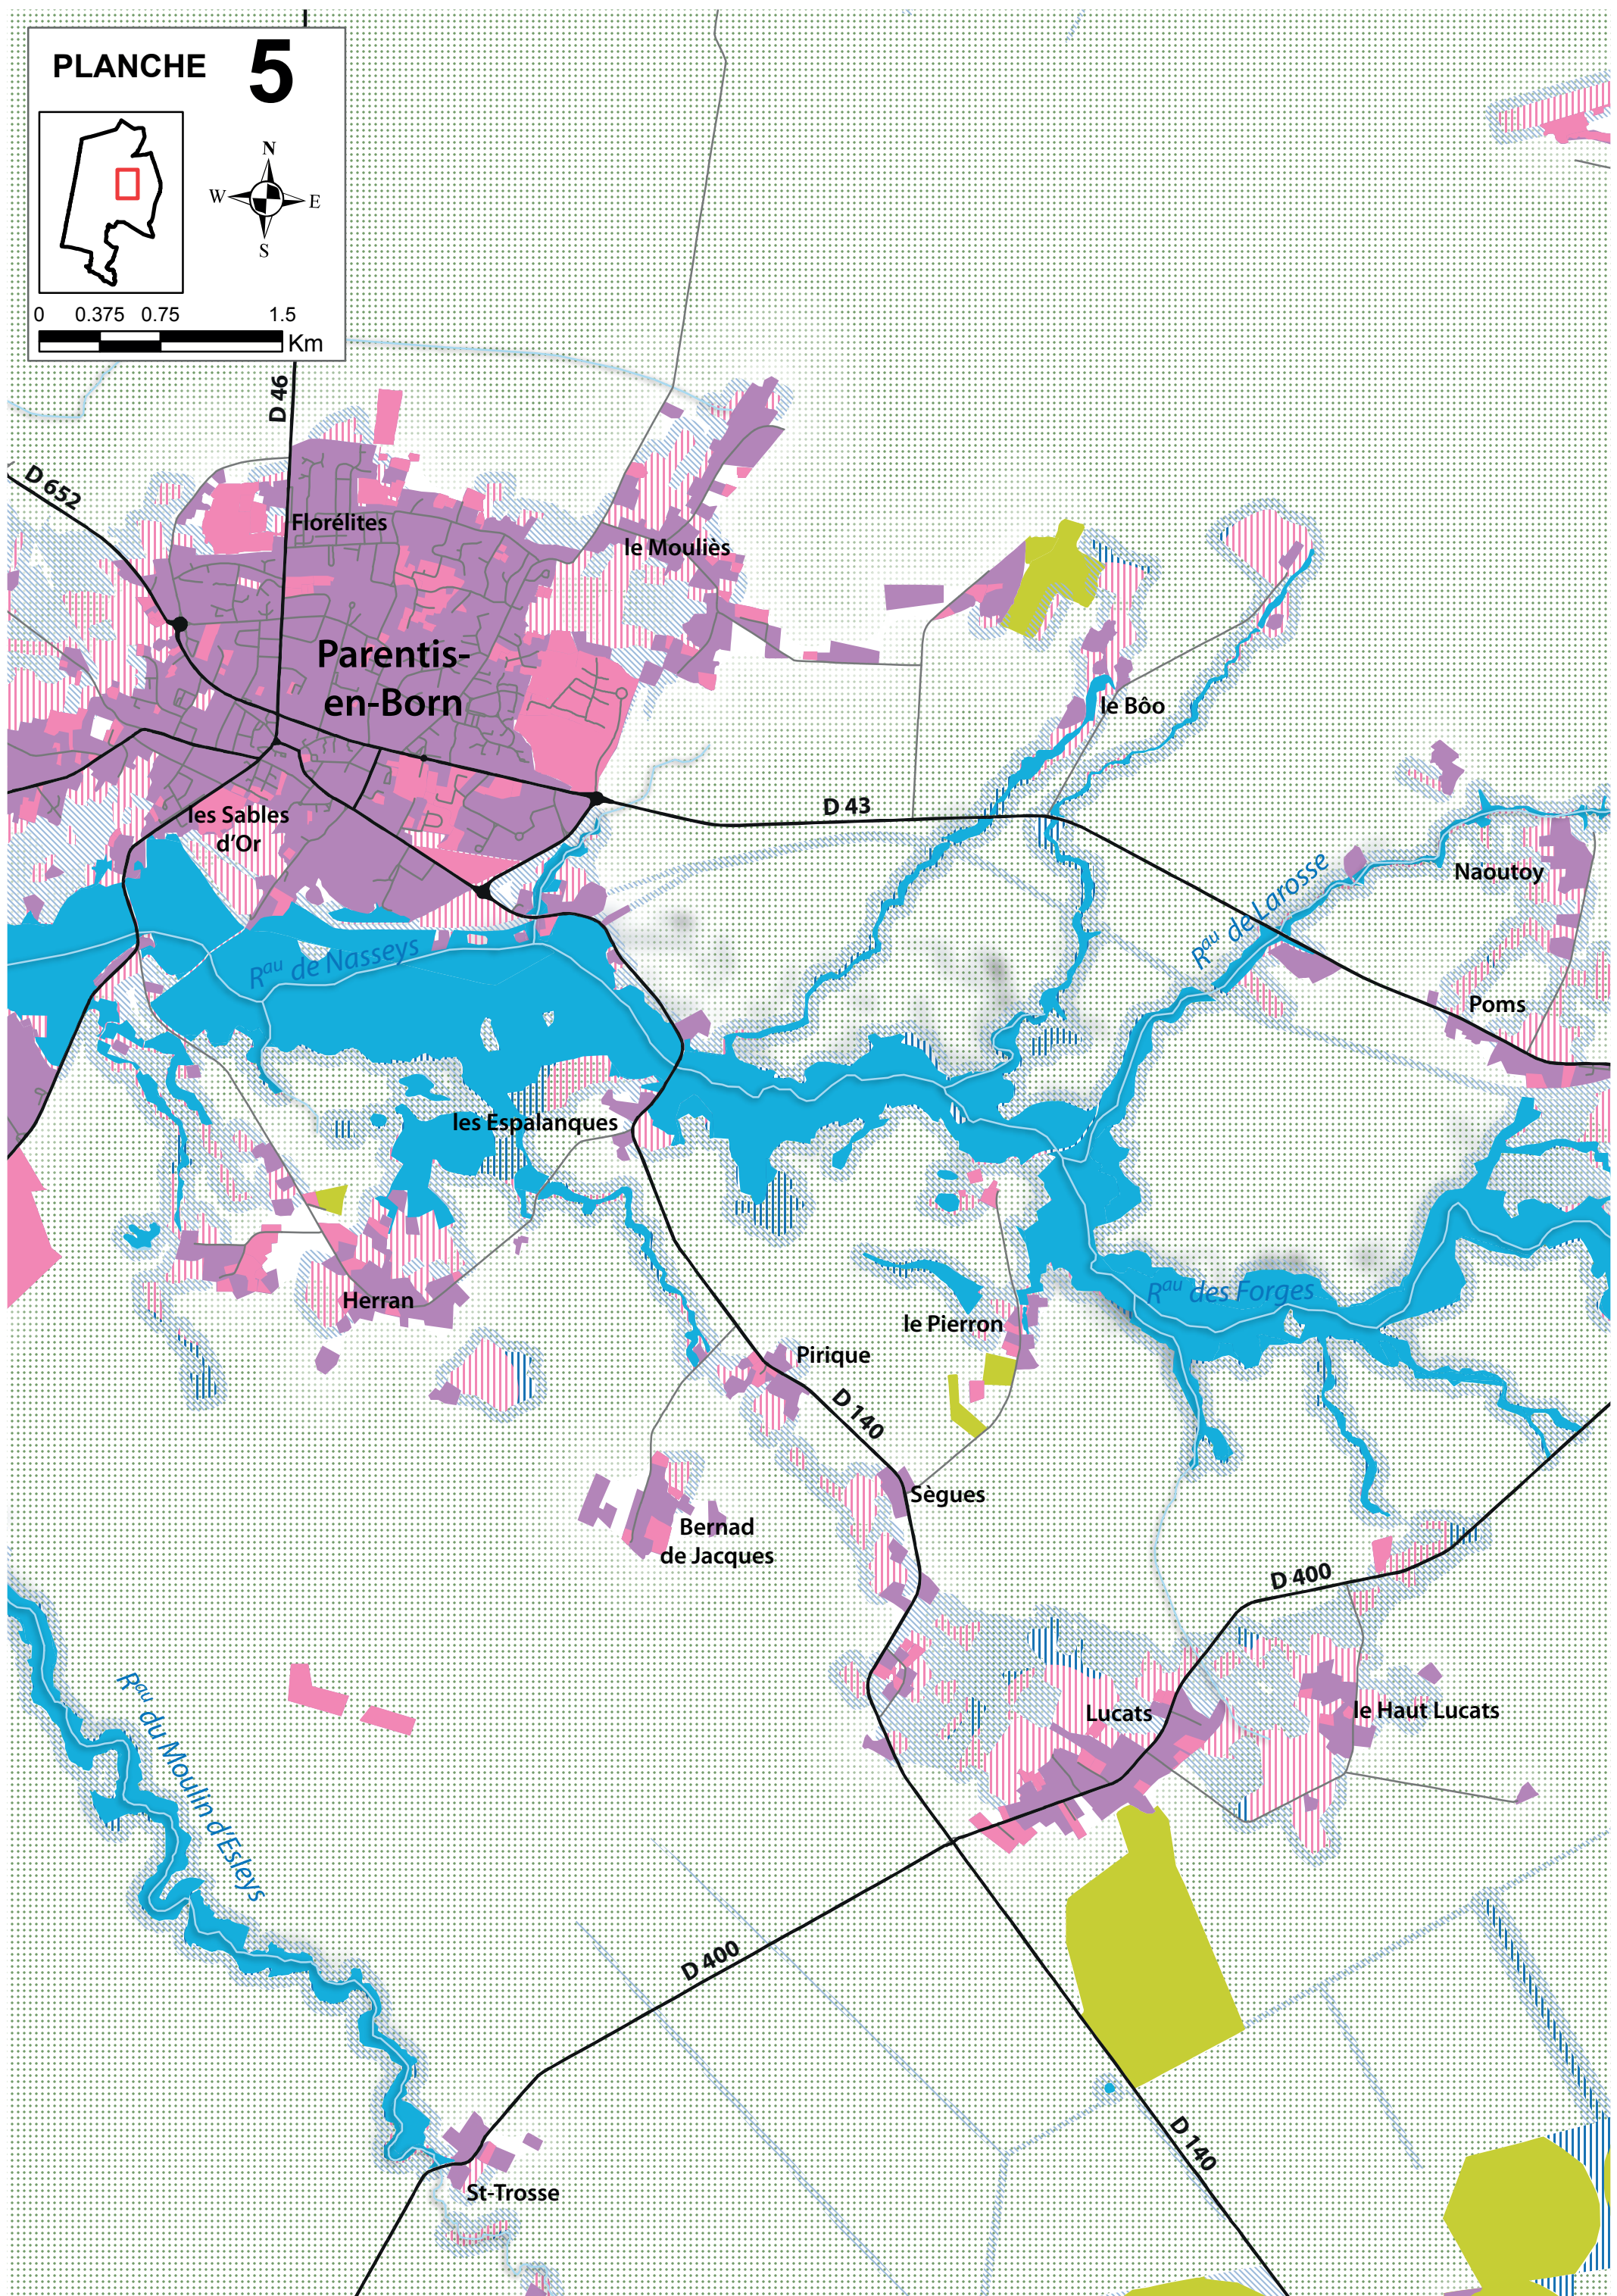 PLANCHE 5
N
W E
S
0 0.375 0.75 1.5
Km
D 46
D 652
Florélites
le Mouliès
Parentis-
en-Born
le Bôo
D 43
les Sables
d'Or
Rau de Larosse
Naoutoy
Rau de Nasseys
Poms
les Espalanques
Rau des Forges
Herran
le Pierron
Pirique
D 140
Sègues
Bernad
de Jacques
D 400
Rau du Moulin d'Esleys
Lucats
le Haut Lucats
D 400
D 140
St-Trosse